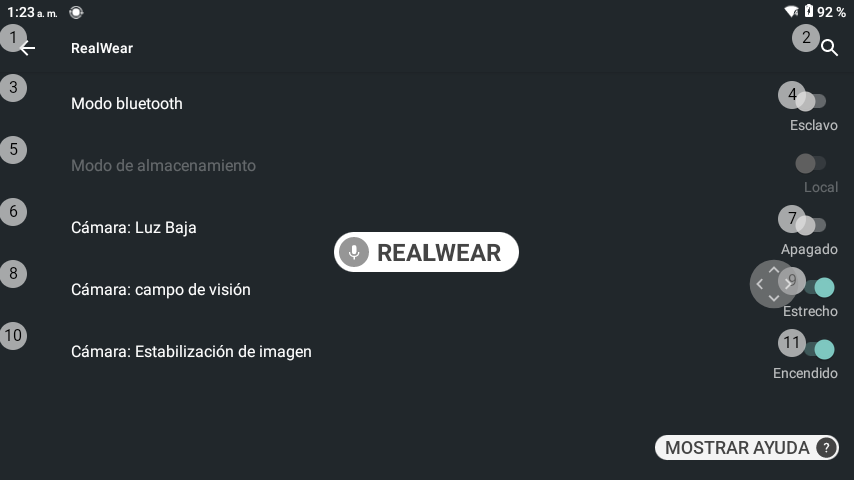 1:23 a. m. 92 %
1 RealWear 2
3 Modo bluetooth 4
Esclavo
5 Modo de almacenamiento
Local
6 Cámara: Luz Baja 7
Apagado
REALWEAR
8 Cámara: campo de visión 9
Estrecho
10 Cámara: Estabilización de imagen 11
Encendido
MOSTRAR AYUDA ?